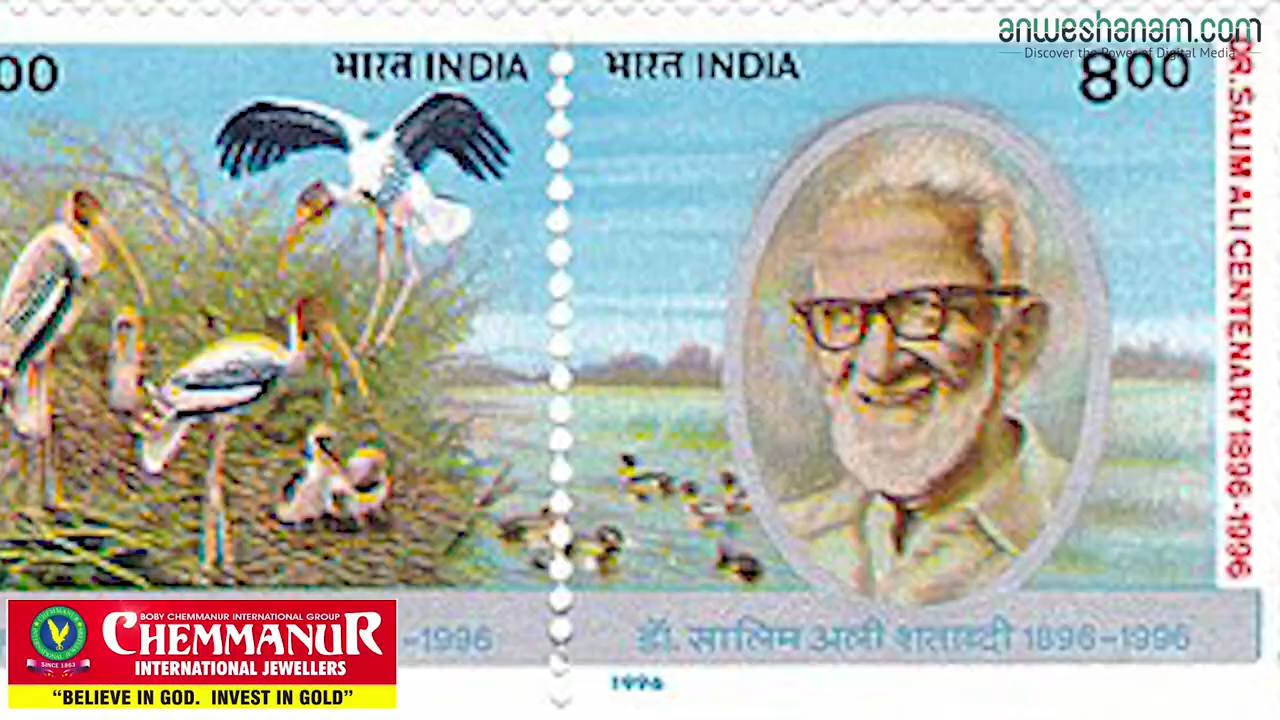 anweshanam.com
Discover the Power of Digital Media
00
भारत INDIA
भारत INDIA
800
DR. SALIM ALI CENTENARY 1896-1996
-1996
डॉ. सालिम अली शताब्दी 1896-1996
1996
BOBY CHEMMANUR INTERNATIONAL GROUP
CHEMMANUR
INTERNATIONAL JEWELLERS
SINCE 1863
"BELIEVE IN GOD. INVEST IN GOLD"